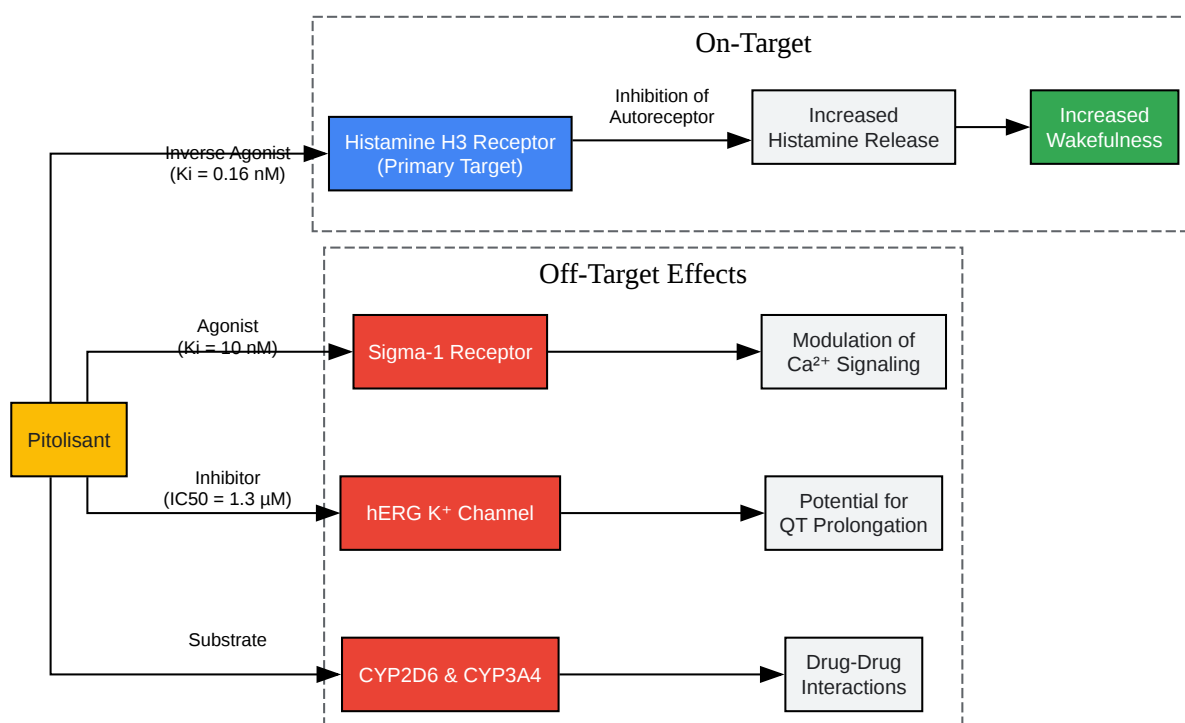 On-Target
Inhibition of
Autoreceptor
Inverse Agonist
(Ki = 0.16 nM)
Histamine H3 Receptor
(Primary Target)
Increased
Histamine Release
Increased
Wakefulness
Off-Target Effects
Agonist
(Ki = 10 nM)
Sigma-1 Receptor
Modulation of
Ca²⁺ Signaling
Pitolisant
Inhibitor
(IC50 = 1.3 µM)
hERG K⁺ Channel
Potential for
QT Prolongation
Substrate
CYP2D6 & CYP3A4
Drug-Drug
Interactions